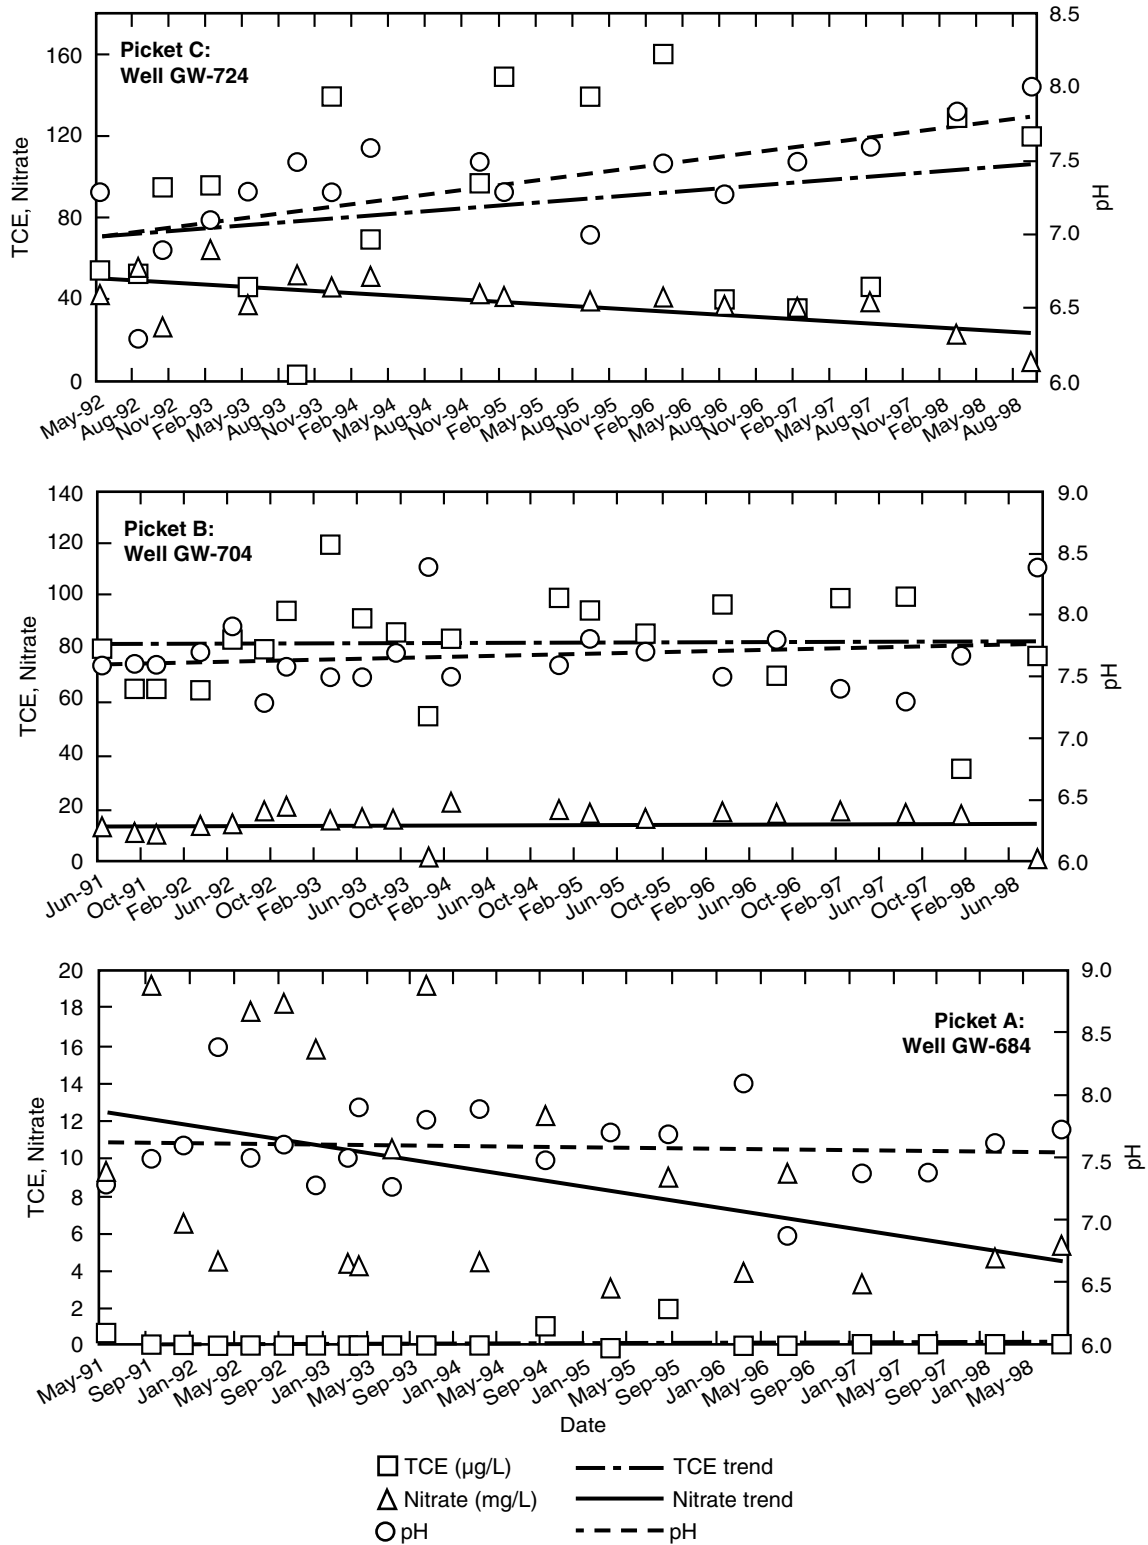 Picket C:
Well GW-724
TCE, Nitrate
160
120
80
40
0
8.5
8.0
7.5
7.0
6.5
6.0
pH
May-92
Aug-92
Nov-92
Feb-93
May-93
Aug-93
Nov-93
Feb-94
May-94
Aug-94
Nov-94
Feb-95
May-95
Aug-95
Nov-95
Feb-96
May-96
Aug-96
Nov-96
Feb-97
May-97
Aug-97
Nov-97
Feb-98
May-98
Aug-98
Picket B:
Well GW-704
TCE, Nitrate
140
120
100
80
60
40
20
0
9.0
8.5
8.0
7.5
7.0
6.5
6.0
pH
Jun-91
Oct-91
Feb-92
Jun-92
Oct-92
Feb-93
Jun-93
Oct-93
Feb-94
Jun-94
Oct-94
Feb-95
Jun-95
Oct-95
Feb-96
Jun-96
Oct-96
Feb-97
Jun-97
Oct-97
Feb-98
Jun-98
Picket A:
Well GW-684
TCE, Nitrate
20
18
16
14
12
10
8
6
4
2
0
9.0
8.5
8.0
7.5
7.0
6.5
6.0
pH
May-91
Sep-91
Jan-92
May-92
Sep-92
Jan-93
May-93
Sep-93
Jan-94
May-94
Sep-94
Jan-95
May-95
Sep-95
Jan-96
May-96
Sep-96
Jan-97
May-97
Sep-97
Jan-98
May-98
Date
TCE (µg/L)
TCE trend
Nitrate (mg/L)
Nitrate trend
pH
pH